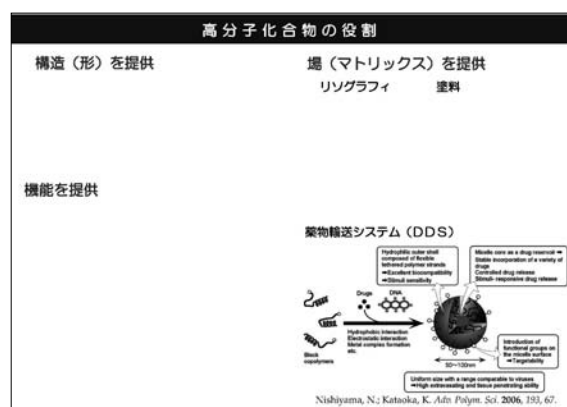 高分子化合物の役割
構造（形）を提供
場（マトリックス）を提供
リソグラフィ 塗料
機能を提供
薬物輸送システム（DDS）
Hydrophilic outer shell
composed of flexible
tethered polymer strands
➡Excellent biocompatibility
➡Stimuli sensitivity
Micelle core as a drug reservoir ➡
Stable incorporation of a variety of
drugs
Controlled drug release
Stimuli- responsive drug release
Drugs
DNA
Hydrophobic interaction
Electrostatic interaction
Metal complex formation
etc.
Block
copolymers
50~100nm
Introduction of
functional groups on
the micelle surface
➡Targetability
Uniform size with a range comparable to viruses
➡High extravasating and tissue penetrating ability
Nishiyama, N.; Kataoka, K. Adv. Polym. Sci. 2006, 193, 67.